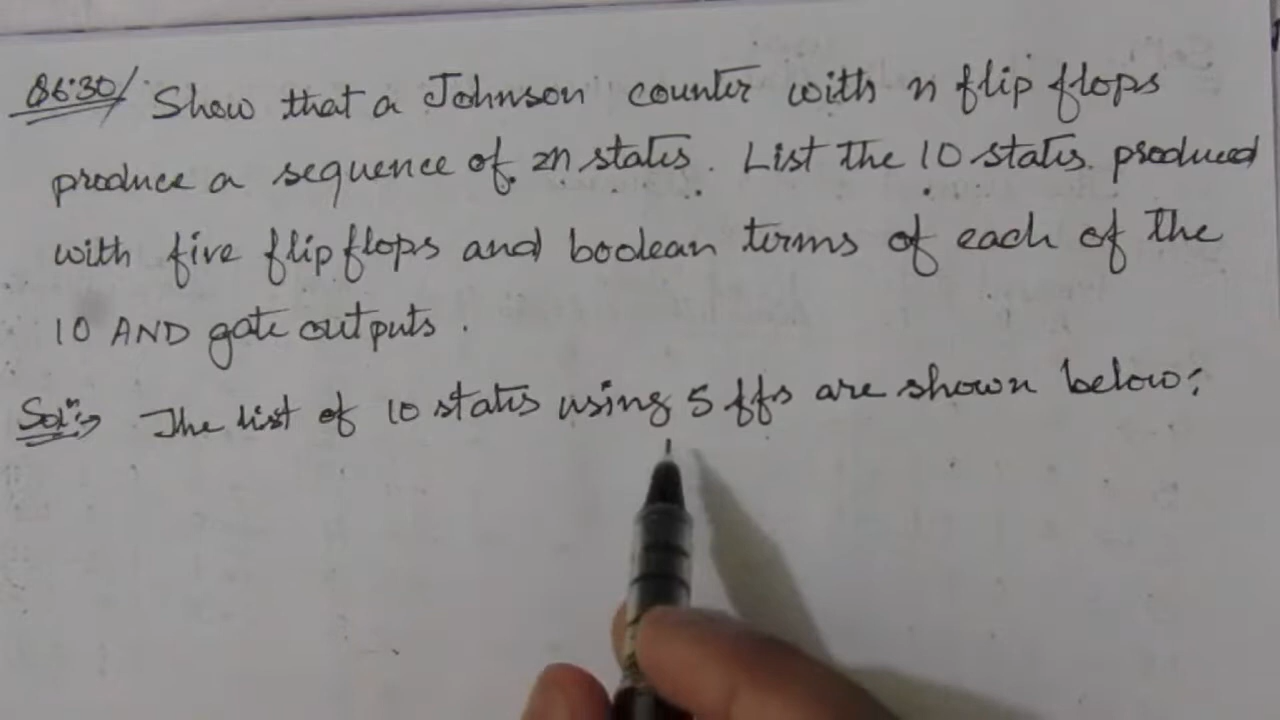 Q6.30/ Show that a Johnson counter with n flip flops
produce a sequence of 2n states. List the 10 states produced
with five flip flops and boolean terms of each of the
10 AND gate outputs.
Solⁿ:→ The list of 10 states using 5 ffs are shown below: